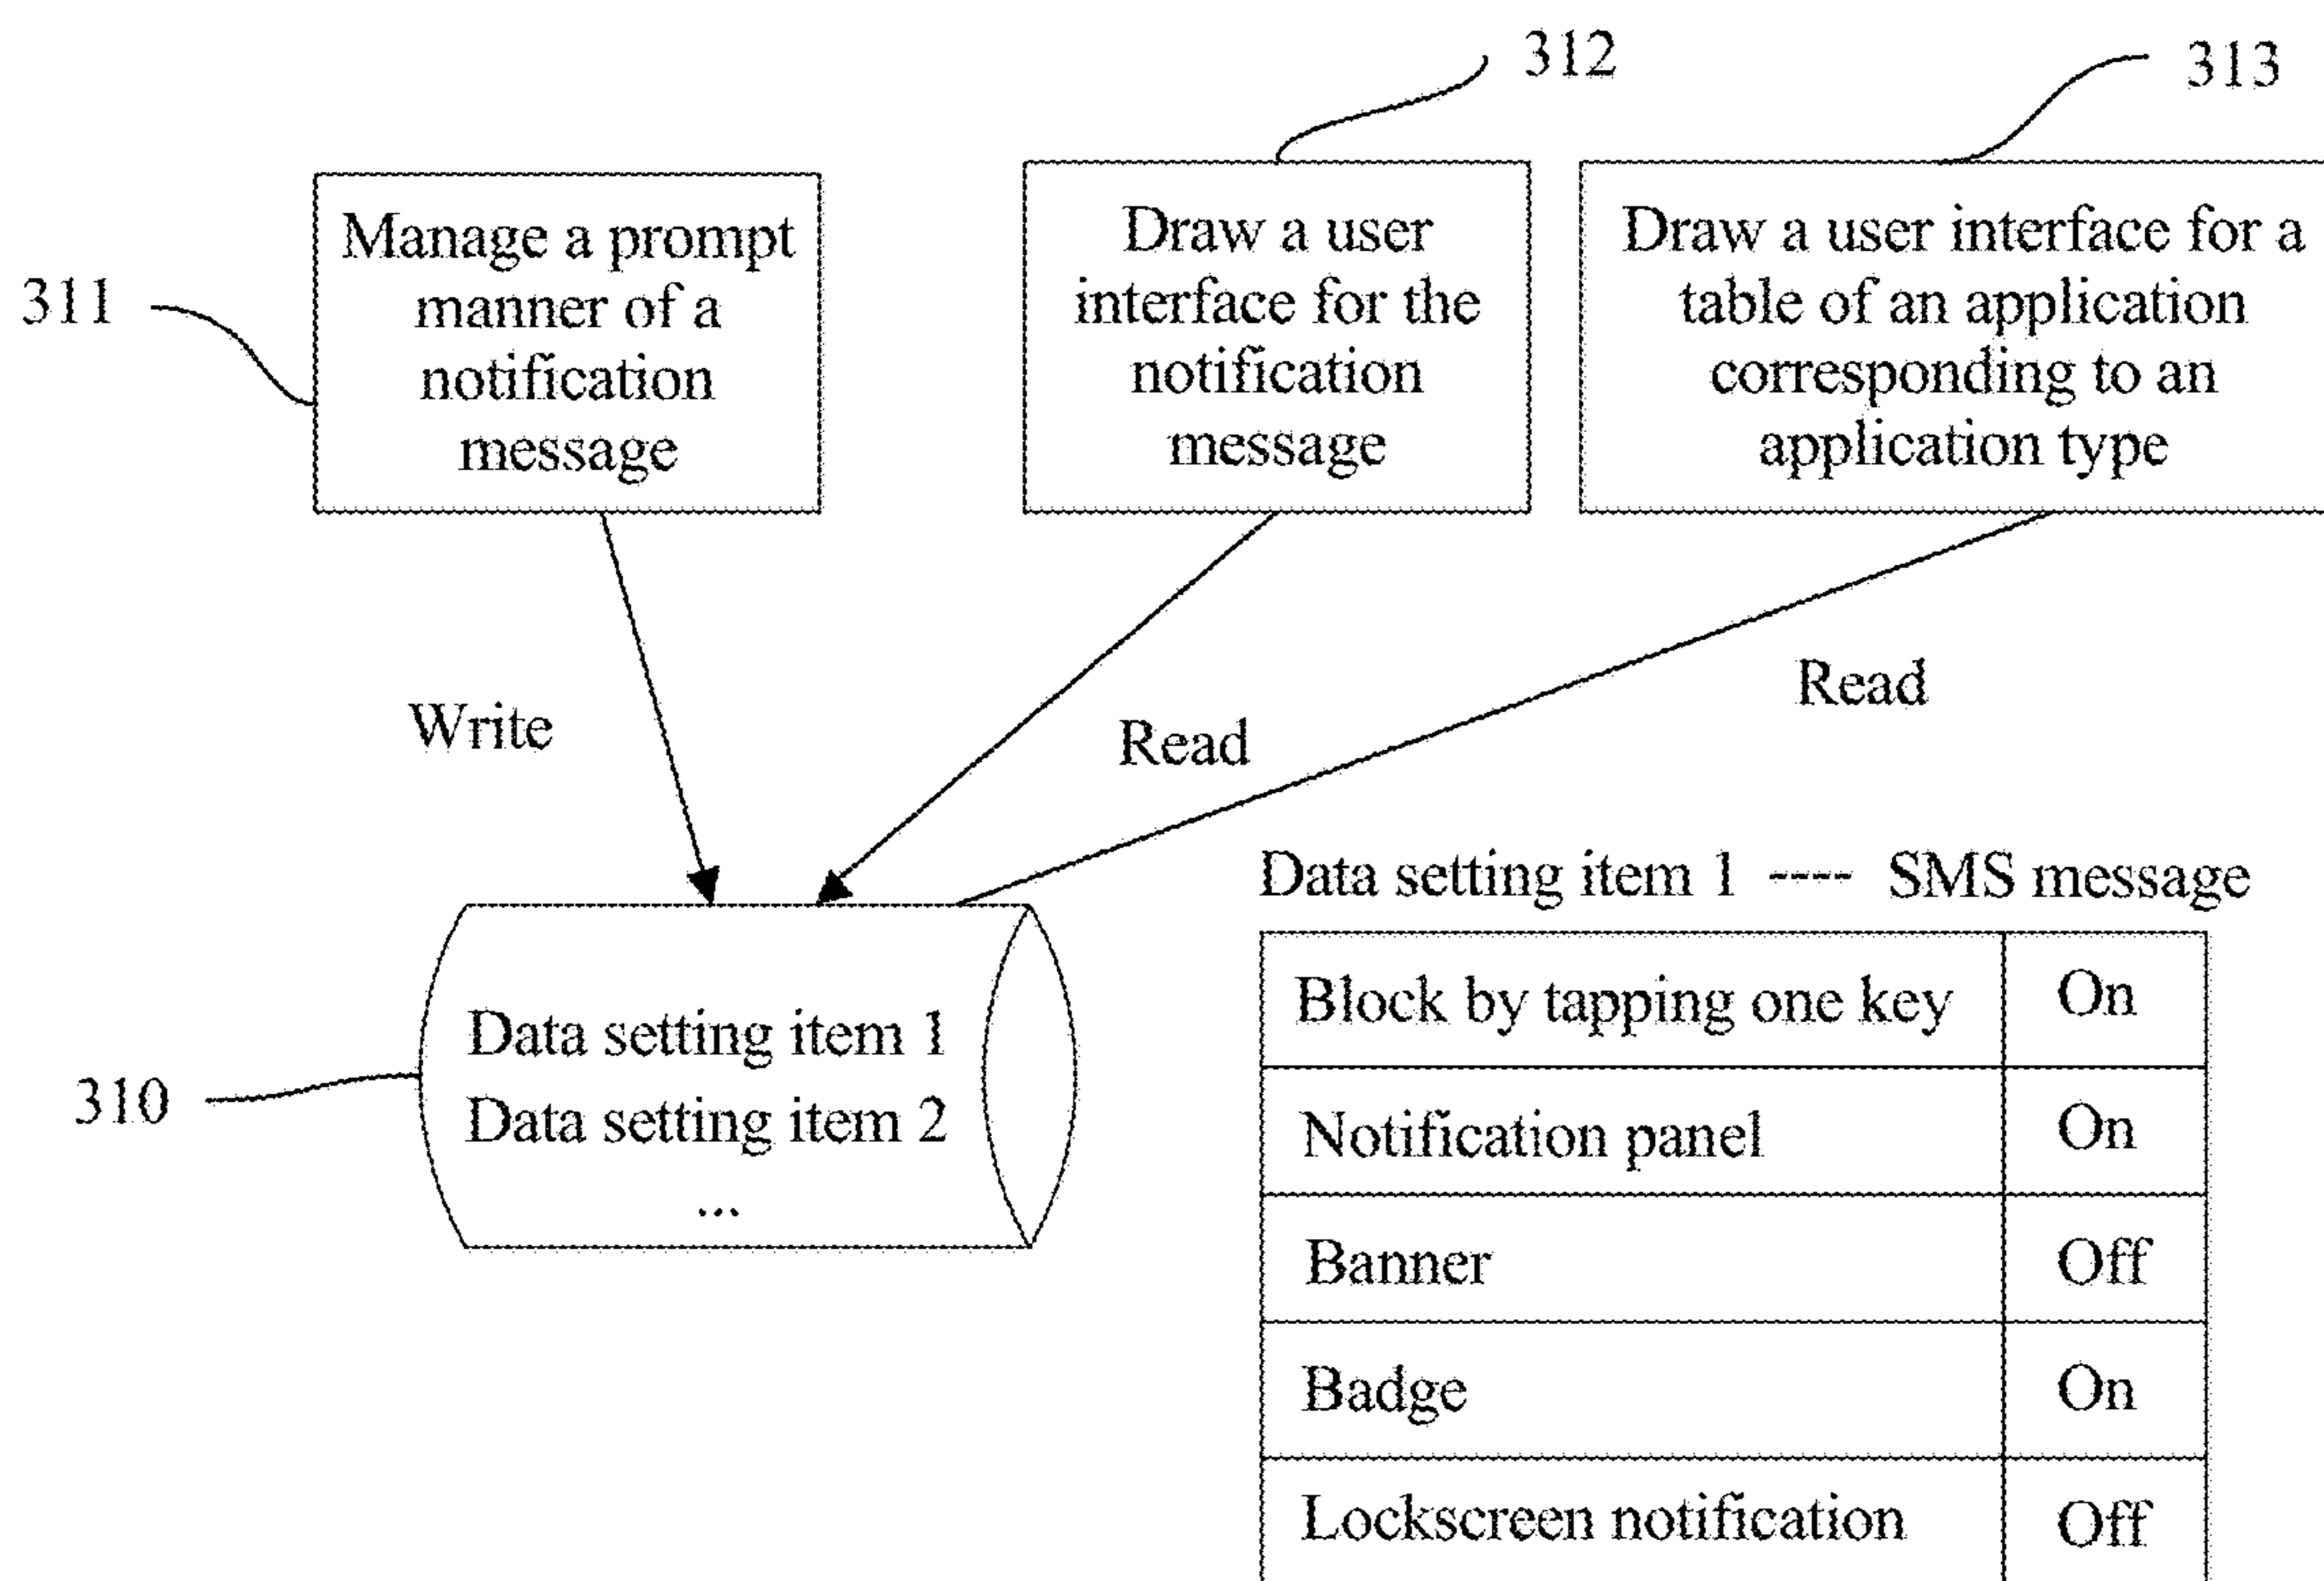 312
313
311
Manage a prompt
manner of a
notification
message
Draw a user
interface for the
notification
message
Draw a user interface for a
table of an application
corresponding to an
application type
Write
Read
Read
310
Data setting item 1
Data setting item 2
...
Data setting item 1 ---- SMS message
Block by tapping one key On
Notification panel On
Banner Off
Badge On
Lockscreen notification Off